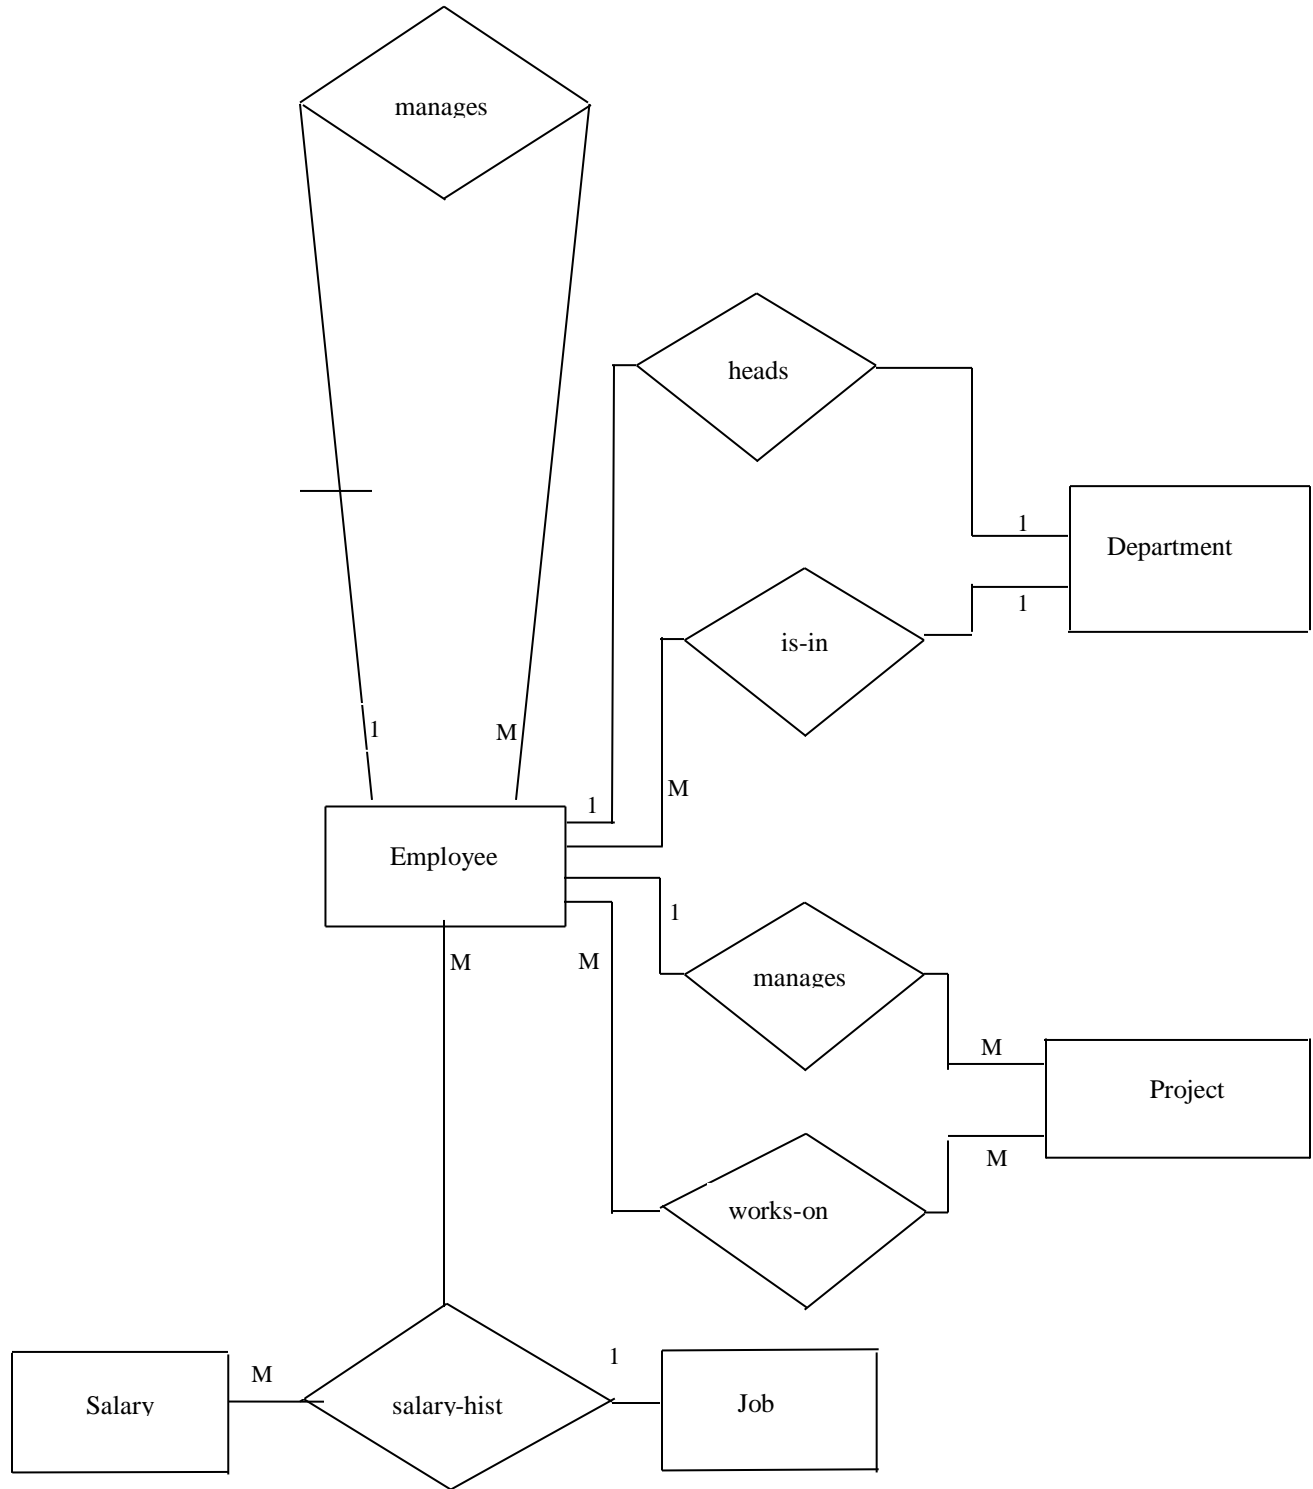 manages
heads
1
Department
1
is-in
1
M
M
1
Employee
1
M
M
manages
M
Project
M
works-on
1
M
Salary
salary-hist
Job